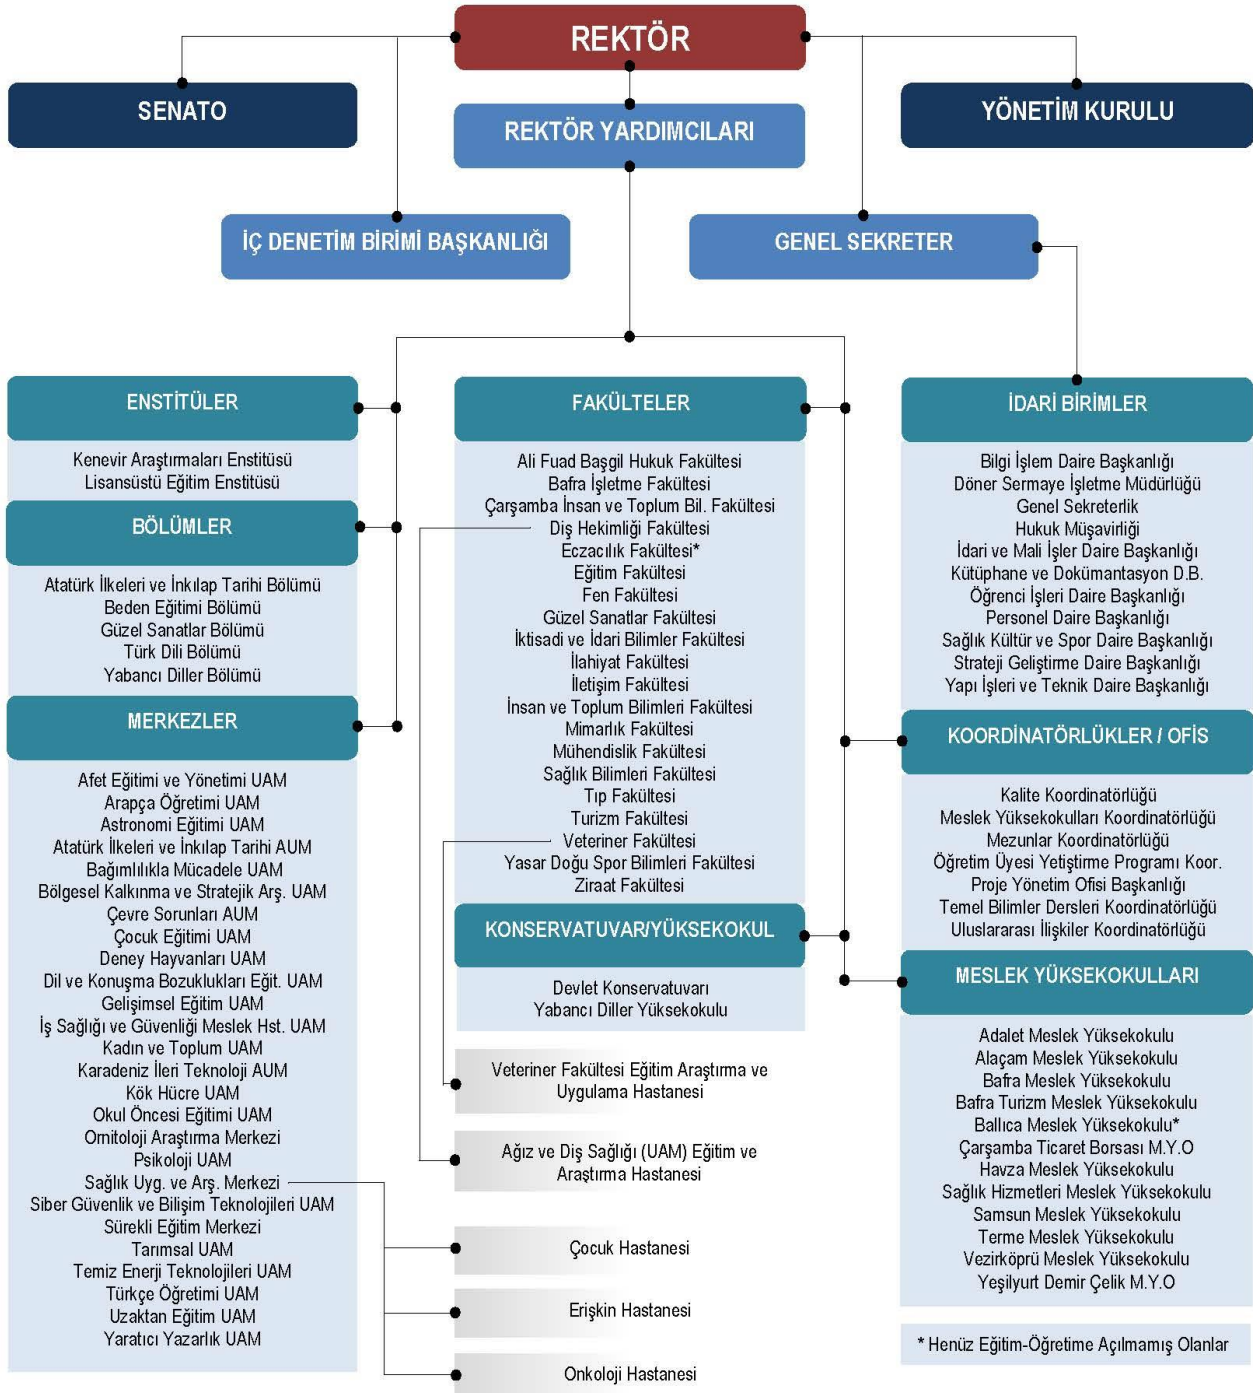 REKTÖR
SENATO
REKTÖR YARDIMCILARI
YÖNETİM KURULU
İÇ DENETİM BİRİMİ BAŞKANLIĞI
GENEL SEKRETER
ENSTİTÜLER
Kenevir Araştırmaları Enstitüsü
Lisansüstü Eğitim Enstitüsü
BÖLÜMLER
Atatürk İlkeleri ve İnkılap Tarihi Bölümü
Beden Eğitimi Bölümü
Güzel Sanatlar Bölümü
Türk Dili Bölümü
Yabancı Diller Bölümü
MERKEZLER
Afet Eğitimi ve Yönetimi UAM
Arapça Öğretimi UAM
Astronomi Eğitimi UAM
Atatürk İlkeleri ve İnkılap Tarihi AUM
Bağımlılıkla Mücadele UAM
Bölgesel Kalkınma ve Stratejik Arş. UAM
Çevre Sorunları AUM
Çocuk Eğitimi UAM
Deney Hayvanları UAM
Dil ve Konuşma Bozuklukları Eğit. UAM
Gelişimsel Eğitim UAM
İş Sağlığı ve Güvenliği Meslek Hst. UAM
Kadın ve Toplum UAM
Karadeniz İleri Teknoloji AUM
Kök Hücre UAM
Okul Öncesi Eğitimi UAM
Ornitoloji Araştırma Merkezi
Psikoloji UAM
Sağlık Uyg. ve Arş. Merkezi
Siber Güvenlik ve Bilişim Teknolojileri UAM
Sürekli Eğitim Merkezi
Tarımsal UAM
Temiz Enerji Teknolojileri UAM
Türkçe Öğretimi UAM
Uzaktan Eğitim UAM
Yaratıcı Yazarlık UAM
FAKÜLTELER
Ali Fuad Başgil Hukuk Fakültesi
Bafra İşletme Fakültesi
Çarşamba İnsan ve Toplum Bil. Fakültesi
Diş Hekimliği Fakültesi
Eczacılık Fakültesi*
Eğitim Fakültesi
Fen Fakültesi
Güzel Sanatlar Fakültesi
İktisadi ve İdari Bilimler Fakültesi
İlahiyat Fakültesi
İletişim Fakültesi
İnsan ve Toplum Bilimleri Fakültesi
Mimarlık Fakültesi
Mühendislik Fakültesi
Sağlık Bilimleri Fakültesi
Tıp Fakültesi
Turizm Fakültesi
Veteriner Fakültesi
Yasar Doğu Spor Bilimleri Fakültesi
Ziraat Fakültesi
KONSERVATUVAR/YÜKSEKOKUL
Devlet Konservatuvarı
Yabancı Diller Yüksekokulu
Veteriner Fakültesi Eğitim Araştırma ve
Uygulama Hastanesi
Ağız ve Diş Sağlığı (UAM) Eğitim ve
Araştırma Hastanesi
Çocuk Hastanesi
Erişkin Hastanesi
Onkoloji Hastanesi
İDARİ BİRİMLER
Bilgi İşlem Daire Başkanlığı
Döner Sermaye İşletme Müdürlüğü
Genel Sekreterlik
Hukuk Müşavirliği
İdari ve Mali İşler Daire Başkanlığı
Kütüphane ve Dokümantasyon D.B.
Öğrenci İşleri Daire Başkanlığı
Personel Daire Başkanlığı
Sağlık Kültür ve Spor Daire Başkanlığı
Strateji Geliştirme Daire Başkanlığı
Yapı İşleri ve Teknik Daire Başkanlığı
KOORDİNATÖRLÜKLER / OFİS
Kalite Koordinatörlüğü
Meslek Yüksekokulları Koordinatörlüğü
Mezunlar Koordinatörlüğü
Öğretim Üyesi Yetiştirme Programı Koor.
Proje Yönetim Ofisi Başkanlığı
Temel Bilimler Dersleri Koordinatörlüğü
Uluslararası İlişkiler Koordinatörlüğü
MESLEK YÜKSEKOKULLARI
Adalet Meslek Yüksekokulu
Alaçam Meslek Yüksekokulu
Bafra Meslek Yüksekokulu
Bafra Turizm Meslek Yüksekokulu
Ballıca Meslek Yüksekokulu*
Çarşamba Ticaret Borsası M.Y.O
Havza Meslek Yüksekokulu
Sağlık Hizmetleri Meslek Yüksekokulu
Samsun Meslek Yüksekokulu
Terme Meslek Yüksekokulu
Vezirköprü Meslek Yüksekokulu
Yeşilyurt Demir Çelik M.Y.O
* Henüz Eğitim-Öğretime Açılmamış Olanlar